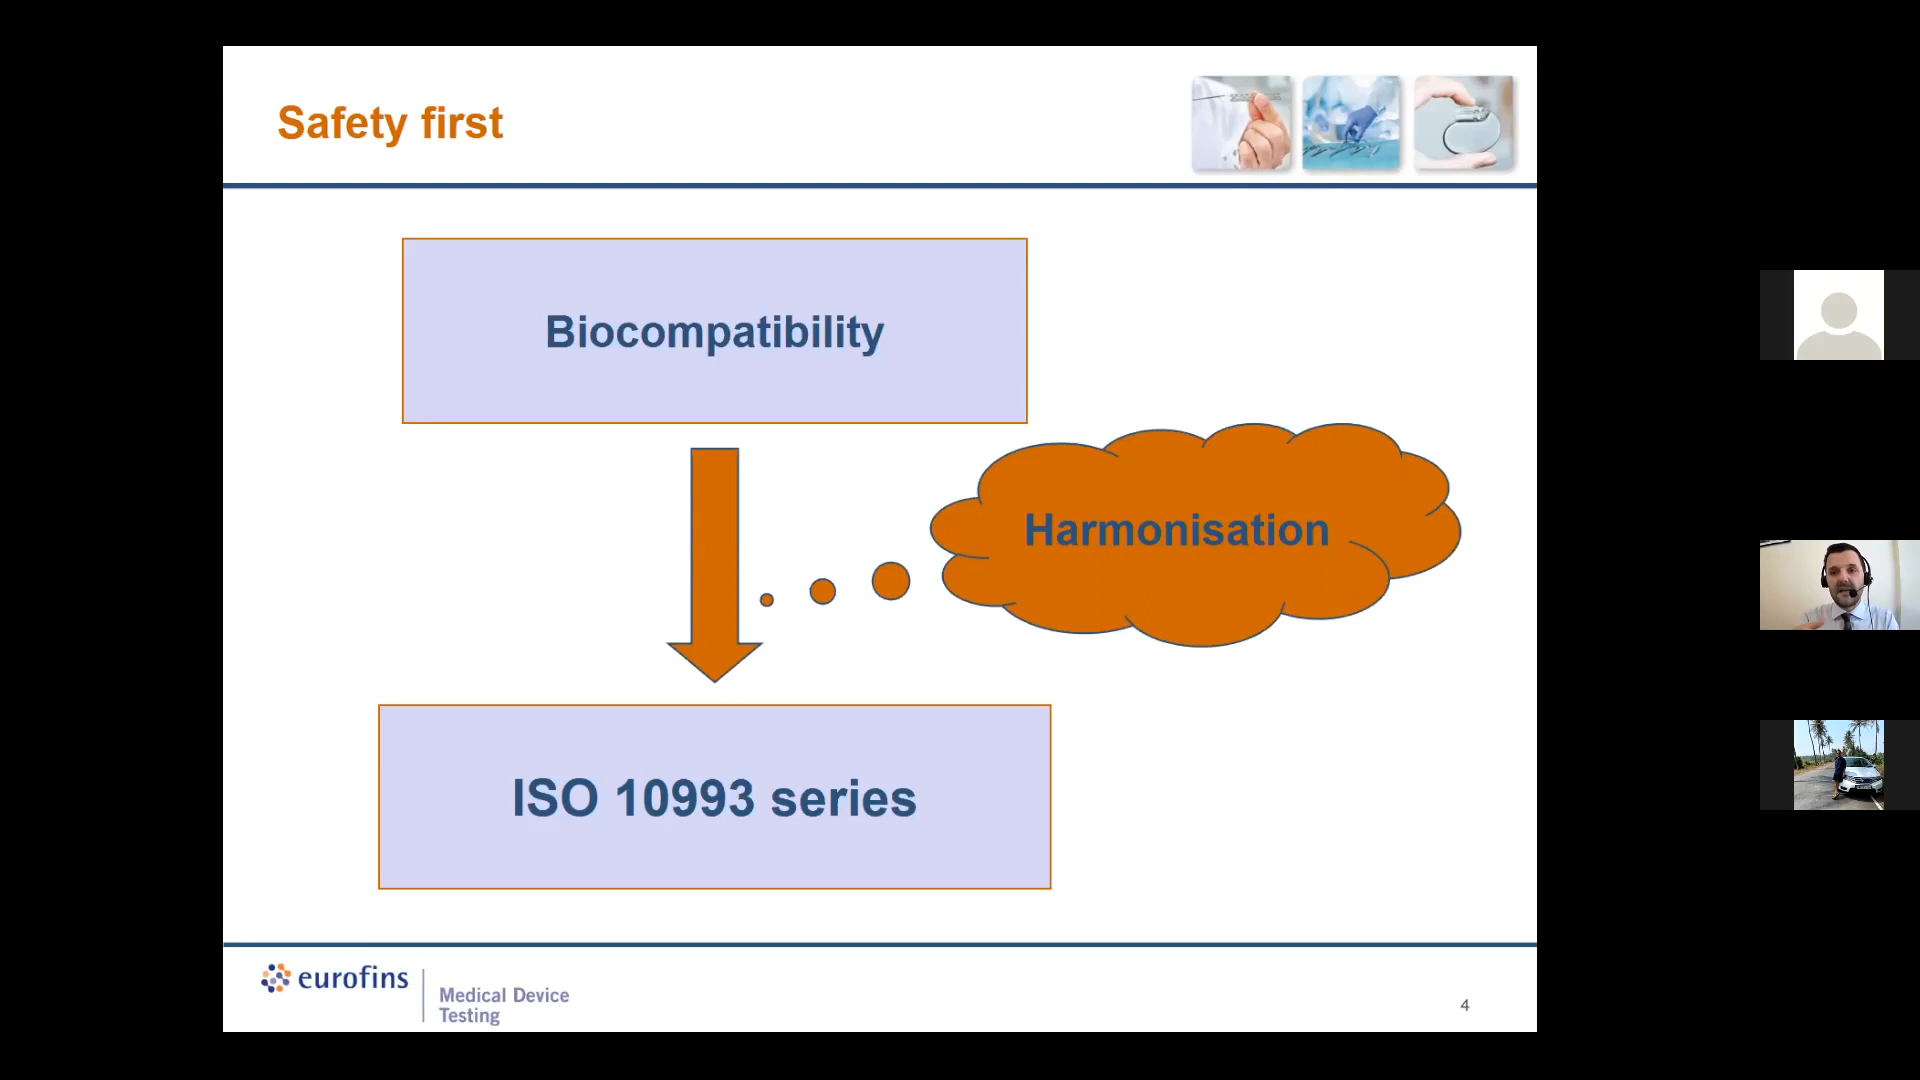 Safety first
Biocompatibility
Harmonisation
ISO 10993 series
eurofins
Medical Device
Testing
4